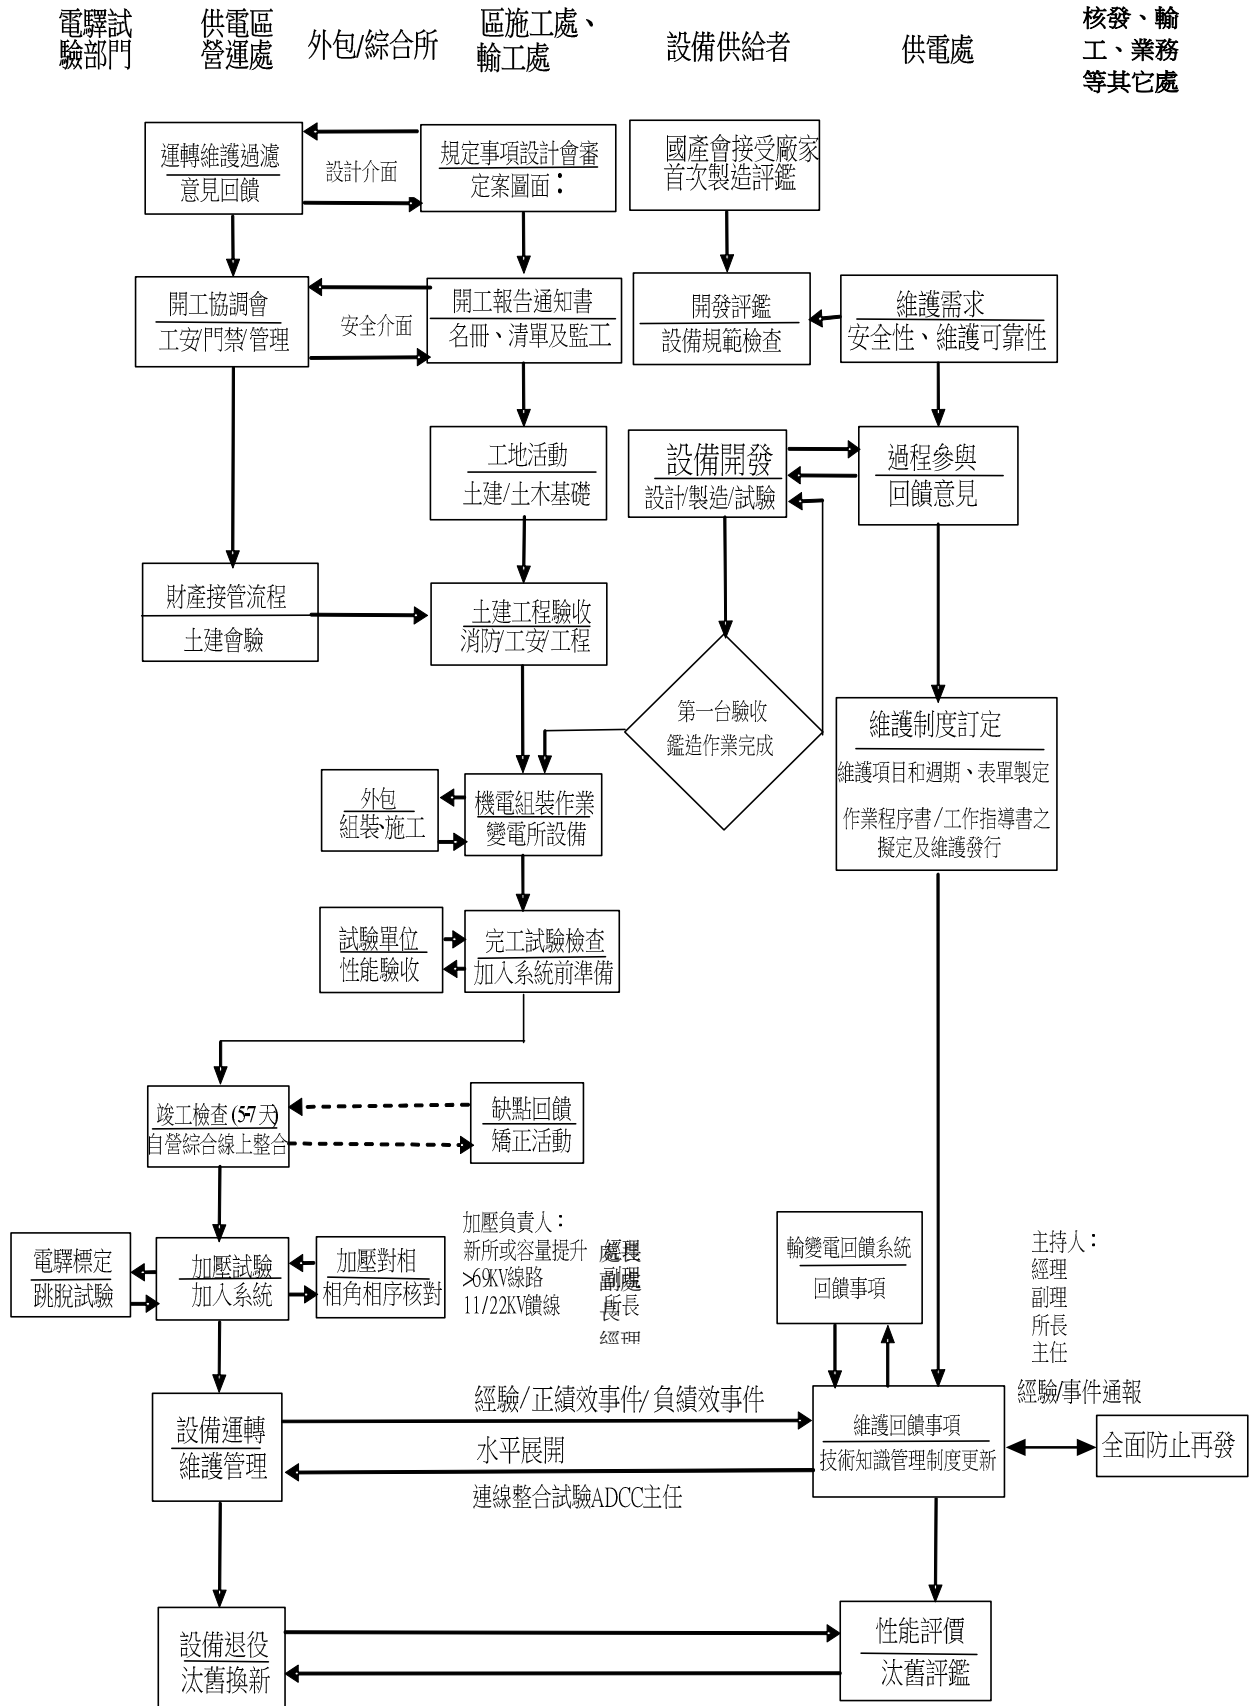 電驛試
驗部門
供電區
營運處
外包/綜合所
區施工處、
輸工處
設備供給者
供電處
核發、輸
工、業務
等其它處
運轉維護過濾
意見回饋
設計介面
規定事項設計會審
定案圖面：
國產會接受廠家
首次製造評鑑
開工協調會
工安/門禁/管理
安全介面
開工報告通知書
名冊、清單及監工
開發評鑑
設備規範檢查
維護需求
安全性、維護可靠性
工地活動
土建/土木基礎
設備開發
設計/製造/試驗
過程參與
回饋意見
財產接管流程
土建會驗
土建工程驗收
消防/工安/工程
第一台驗收
鑑造作業完成
維護制度訂定
維護項目和週期、表單製定
作業程序書/工作指導書之
擬定及維護發行
外包
組裝、施工
機電組裝作業
變電所設備
試驗單位
性能驗收
完工試驗檢查
加入系統前準備
竣工檢查(5-7天)
自營綜合線上整合
缺點回饋
矯正活動
電驛標定
跳脫試驗
加壓試驗
加入系統
加壓對相
相角相序核對
加壓負責人：
新所或容量提升
>69KV線路
11/22KV饋線
所長
輸變電回饋系統
回饋事項
主持人：
經理
副理
所長
主任
經驗/事件通報
設備運轉
維護管理
經驗/正績效事件/負績效事件
水平展開
連線整合試驗ADCC主任
維護回饋事項
技術知識管理制度更新
全面防止再發
設備退役
汰舊換新
性能評價
汰舊評鑑